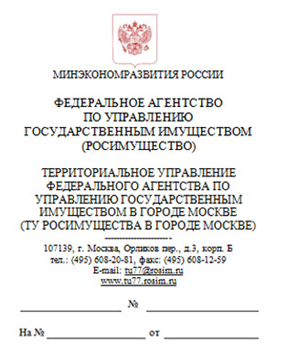 МИНЭКОНОМРАЗВИТИЯ РОССИИ
ФЕДЕРАЛЬНОЕ АГЕНТСТВО
ПО УПРАВЛЕНИЮ
ГОСУДАРСТВЕННЫМ ИМУЩЕСТВОМ
(РОСИМУЩЕСТВО)
ТЕРРИТОРИАЛЬНОЕ УПРАВЛЕНИЕ
ФЕДЕРАЛЬНОГО АГЕНТСТВА ПО
УПРАВЛЕНИЮ ГОСУДАРСТВЕННЫМ
ИМУЩЕСТВОМ В ГОРОДЕ МОСКВЕ
(ТУ РОСИМУЩЕСТВА В ГОРОДЕ МОСКВЕ)
107139, г. Москва, Орликов пер., д.3, корп. Б
тел.: (495) 608-20-81, факс: (495) 608-12-59
E-mail: tu77@rosim.ru
www.tu77.rosim.ru
№
На № от